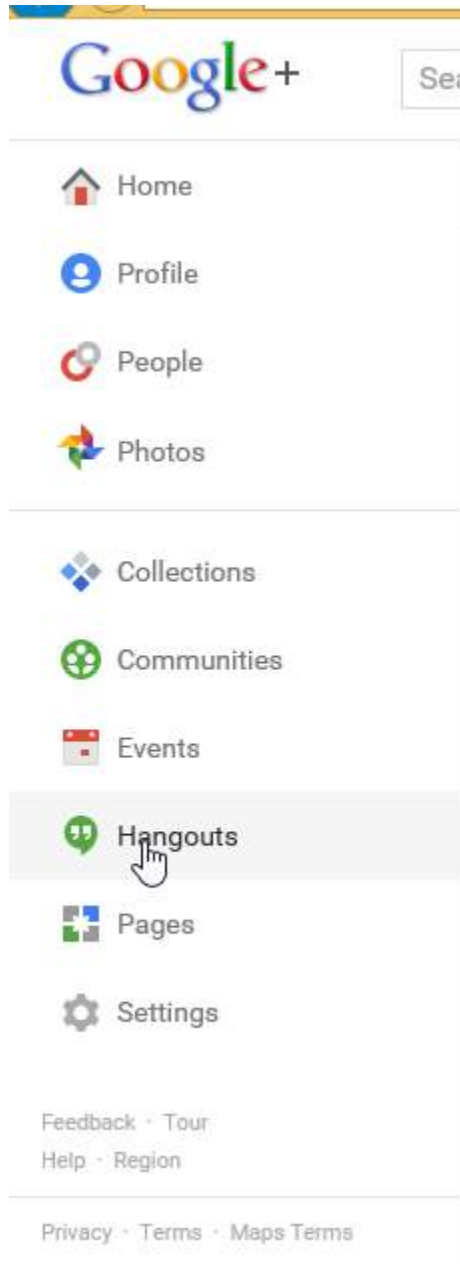 Google+
Sea
Home
Profile
People
Photos
Collections
Communities
Events
Hangouts
Pages
Settings
Feedback · Tour
Help · Region
Privacy · Terms · Maps Terms